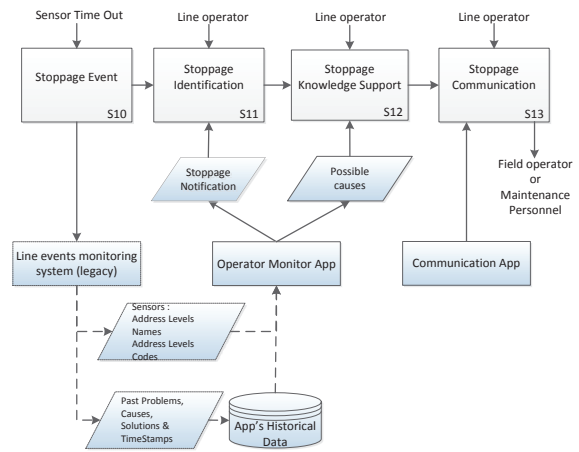 Sensor Time Out
Line operator
Line operator
Line operator
Stoppage Event
S10
Stoppage
Identification
S11
Stoppage
Knowledge Support
S12
Stoppage
Communication
S13
Stoppage
Notification
Possible
causes
Field operator
or
Maintenance
Personnel
Line events monitoring
system (legacy)
Operator Monitor App
Communication App
Sensors :
Address Levels
Names
Address Levels
Codes
Past Problems,
Causes,
Solutions &
TimeStamps
App's Historical
Data